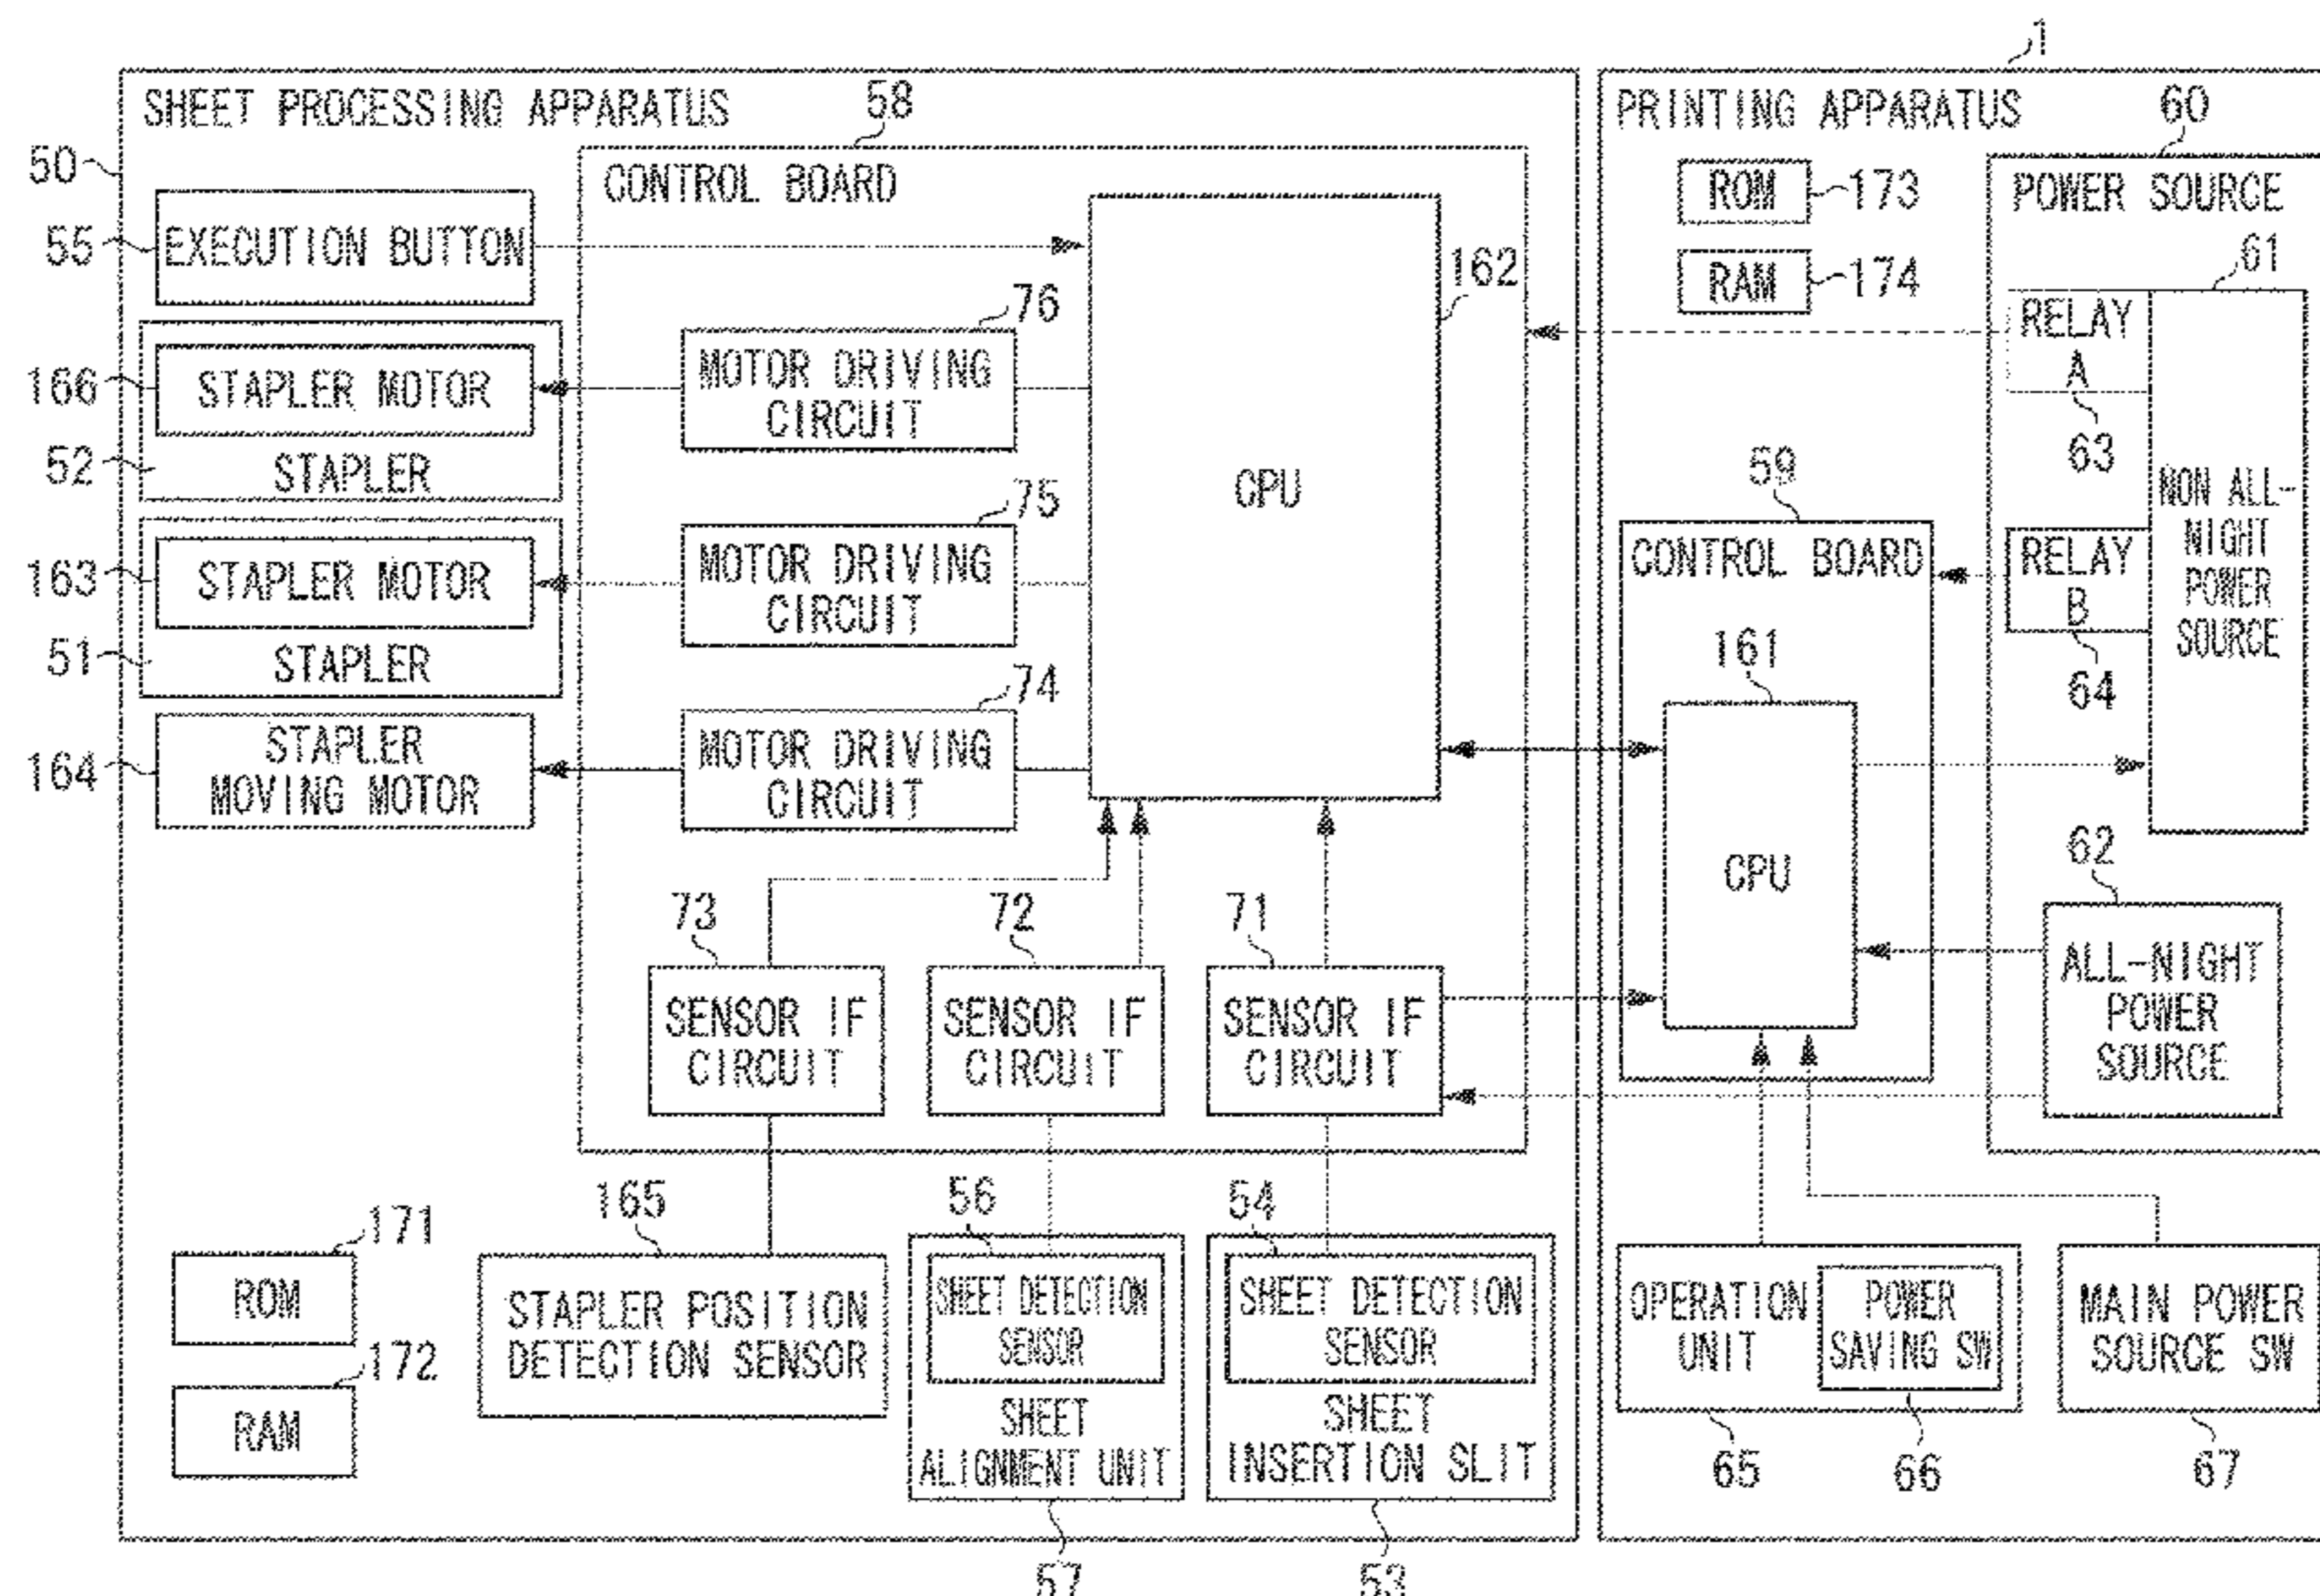 1
SHEET PROCESSING APPARATUS
58
50
CONTROL BOARD
55
EXECUTION BUTTON
162
76
166
STAPLER MOTOR
MOTOR DRIVING
CIRCUIT
52
STAPLER
CPU
75
163
STAPLER MOTOR
MOTOR DRIVING
CIRCUIT
51
STAPLER
74
164
STAPLER
MOVING MOTOR
MOTOR DRIVING
CIRCUIT
73
72
71
SENSOR IF
CIRCUIT
SENSOR IF
CIRCUIT
SENSOR IF
CIRCUIT
171
ROM
172
RAM
165
STAPLER POSITION
DETECTION SENSOR
56
SHEET DETECTION
SENSOR
SHEET
ALIGNMENT UNIT
57
54
SHEET DETECTION
SENSOR
SHEET
INSERTION SLIT
53
PRINTING APPARATUS
60
ROM
173
RAM
174
POWER SOURCE
61
RELAY
A
63
NON ALL-
NIGHT
POWER
SOURCE
RELAY
B
64
59
CONTROL BOARD
161
CPU
62
ALL-NIGHT
POWER
SOURCE
OPERATION
UNIT
POWER
SAVING SW
MAIN POWER
SOURCE SW
65
66
67